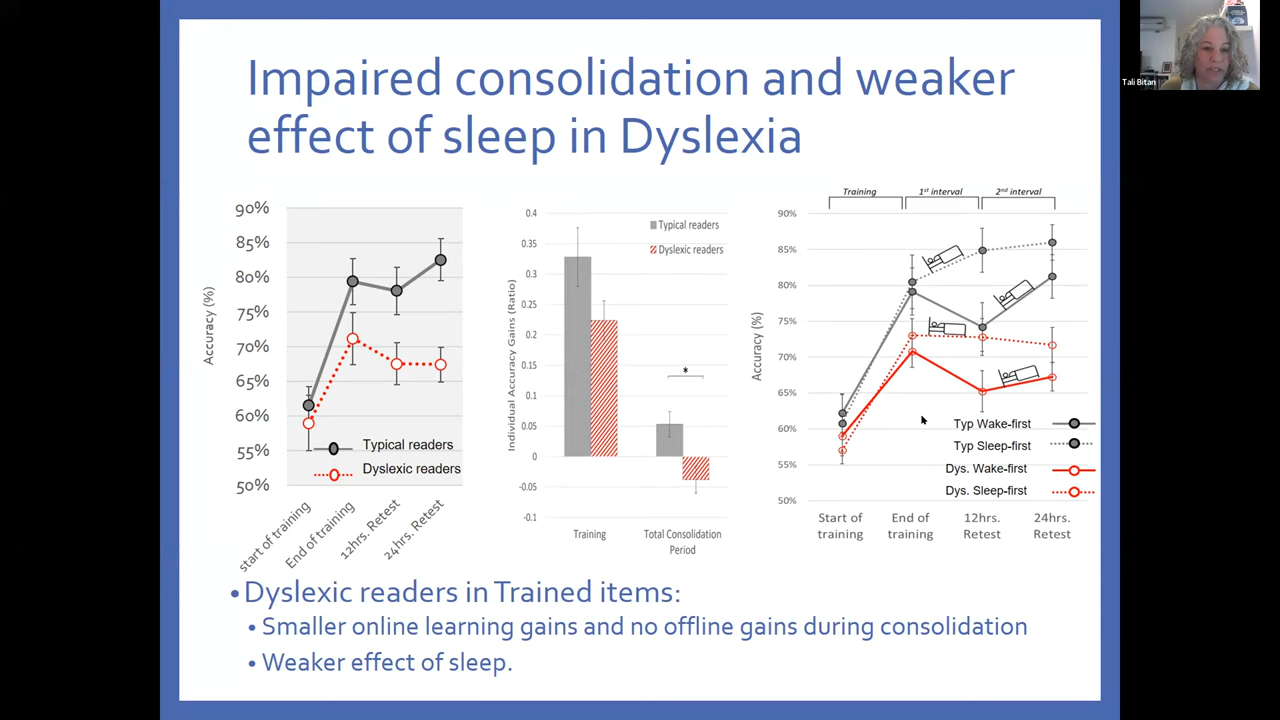 Impaired consolidation and weaker
effect of sleep in Dyslexia
Tali Bitan
90%
85%
80%
75%
70%
65%
60%
55%
50%
Accuracy (%)
Typical readers
Dyslexic readers
start of training
End of training
12hrs. Retest
24hrs. Retest
0.4
0.35
0.3
0.25
0.2
0.15
0.1
0.05
0
-0.05
-0.1
Individual Accuracy Gains (Ratio)
Typical readers
Dyslexic readers
*
Training
Total Consolidation
Period
Training
1st interval
2nd interval
90%
85%
80%
75%
70%
65%
60%
55%
50%
Accuracy (%)
Typ Wake-first
Typ Sleep-first
Dys. Wake-first
Dys. Sleep-first
Start of
training
End of
training
12hrs.
Retest
24hrs.
Retest
• Dyslexic readers in Trained items:
• Smaller online learning gains and no offline gains during consolidation
• Weaker effect of sleep.